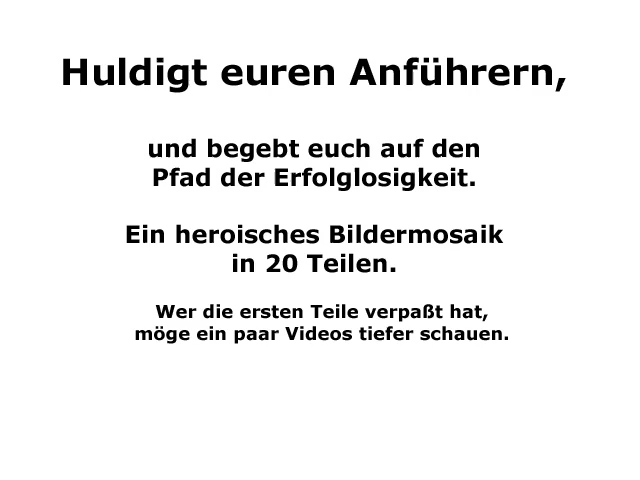 Huldigt euren Anführern,
und begebt euch auf den
Pfad der Erfolglosigkeit.
Ein heroisches Bildermosaik
in 20 Teilen.
Wer die ersten Teile verpaßt hat,
möge ein paar Videos tiefer schauen.